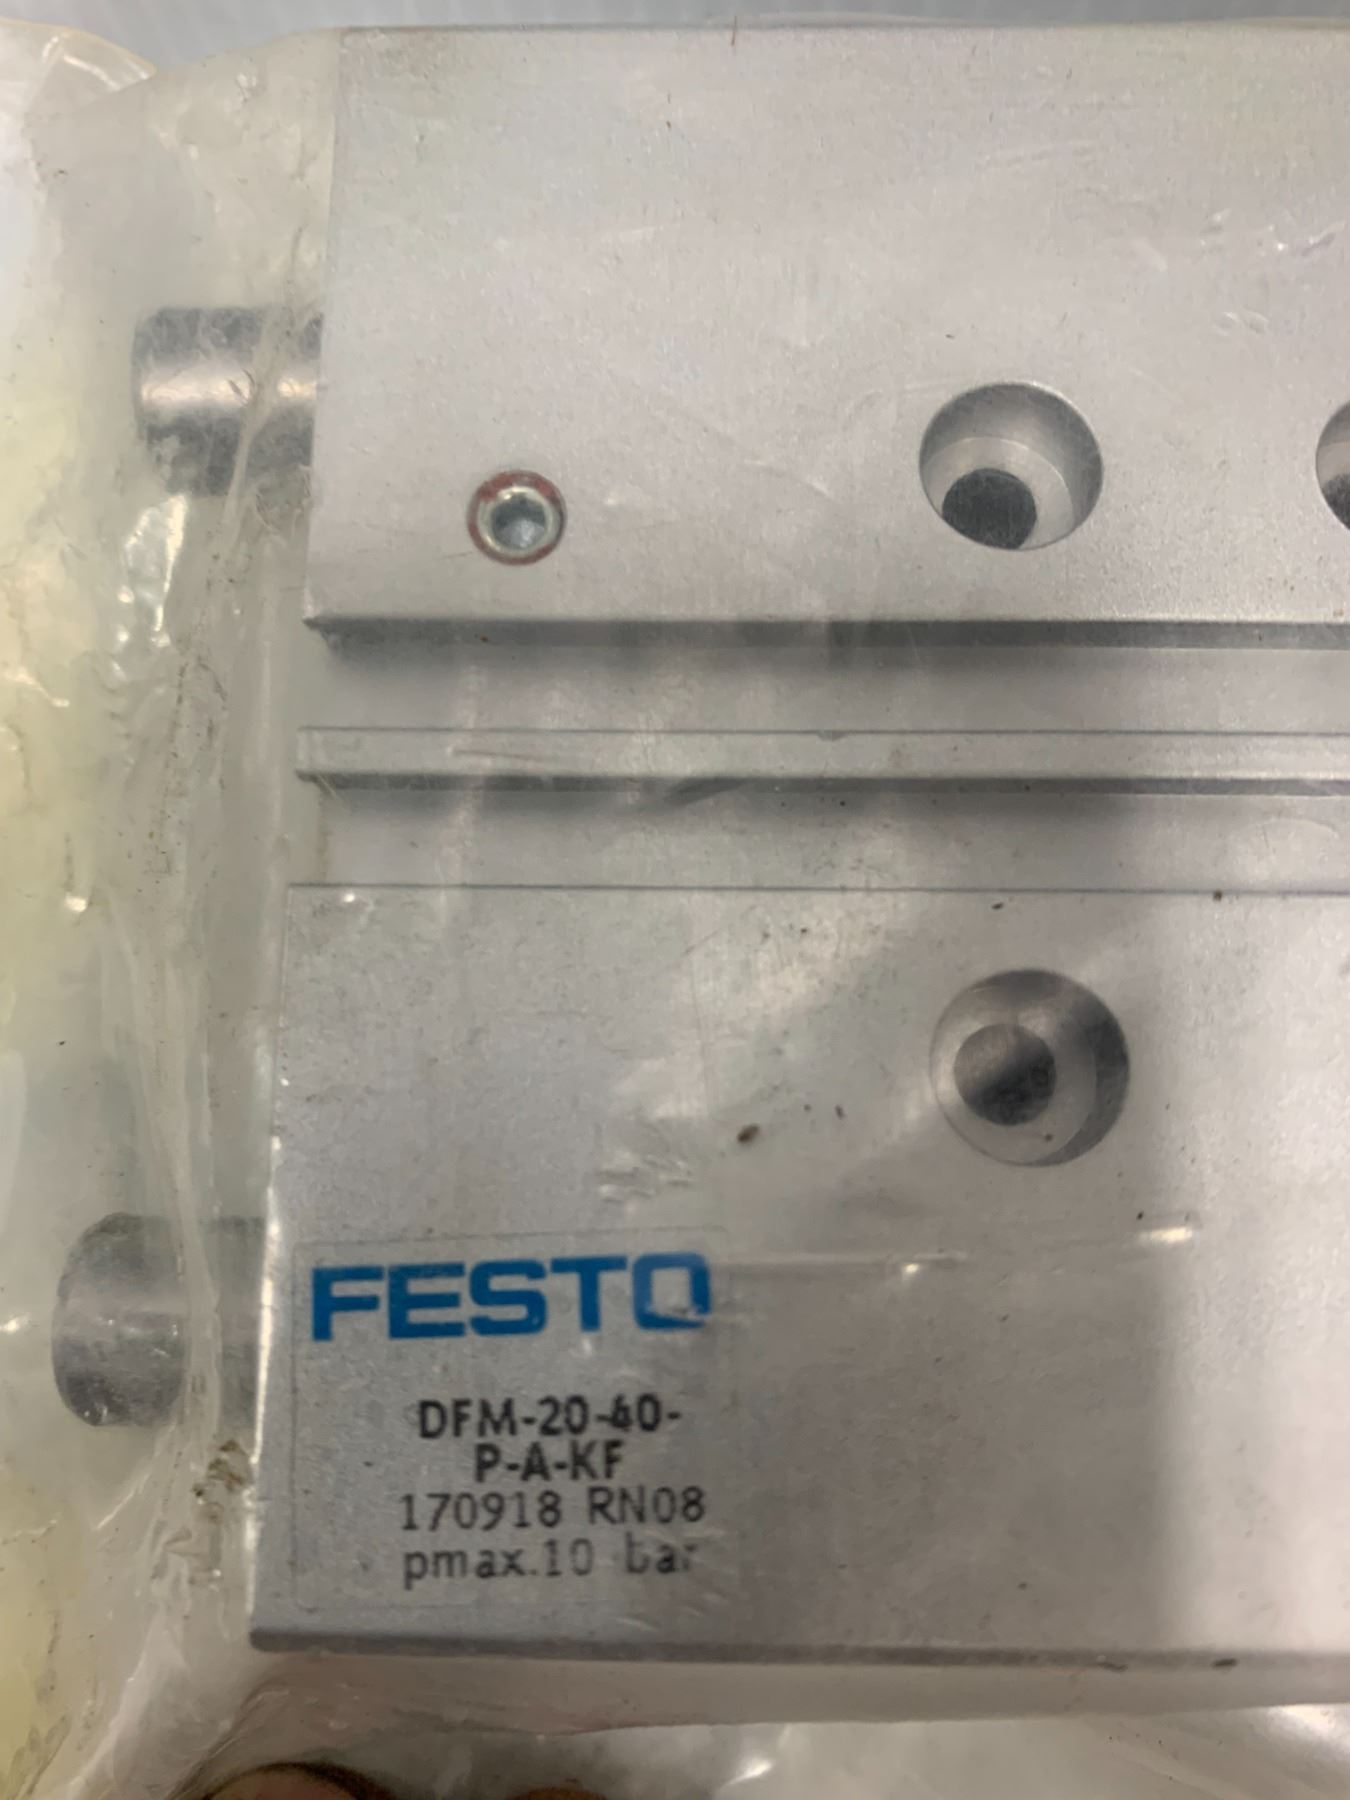 FESTO
DFM-20-40-
P-A-KF
170918 RN08
pmax.10 bar